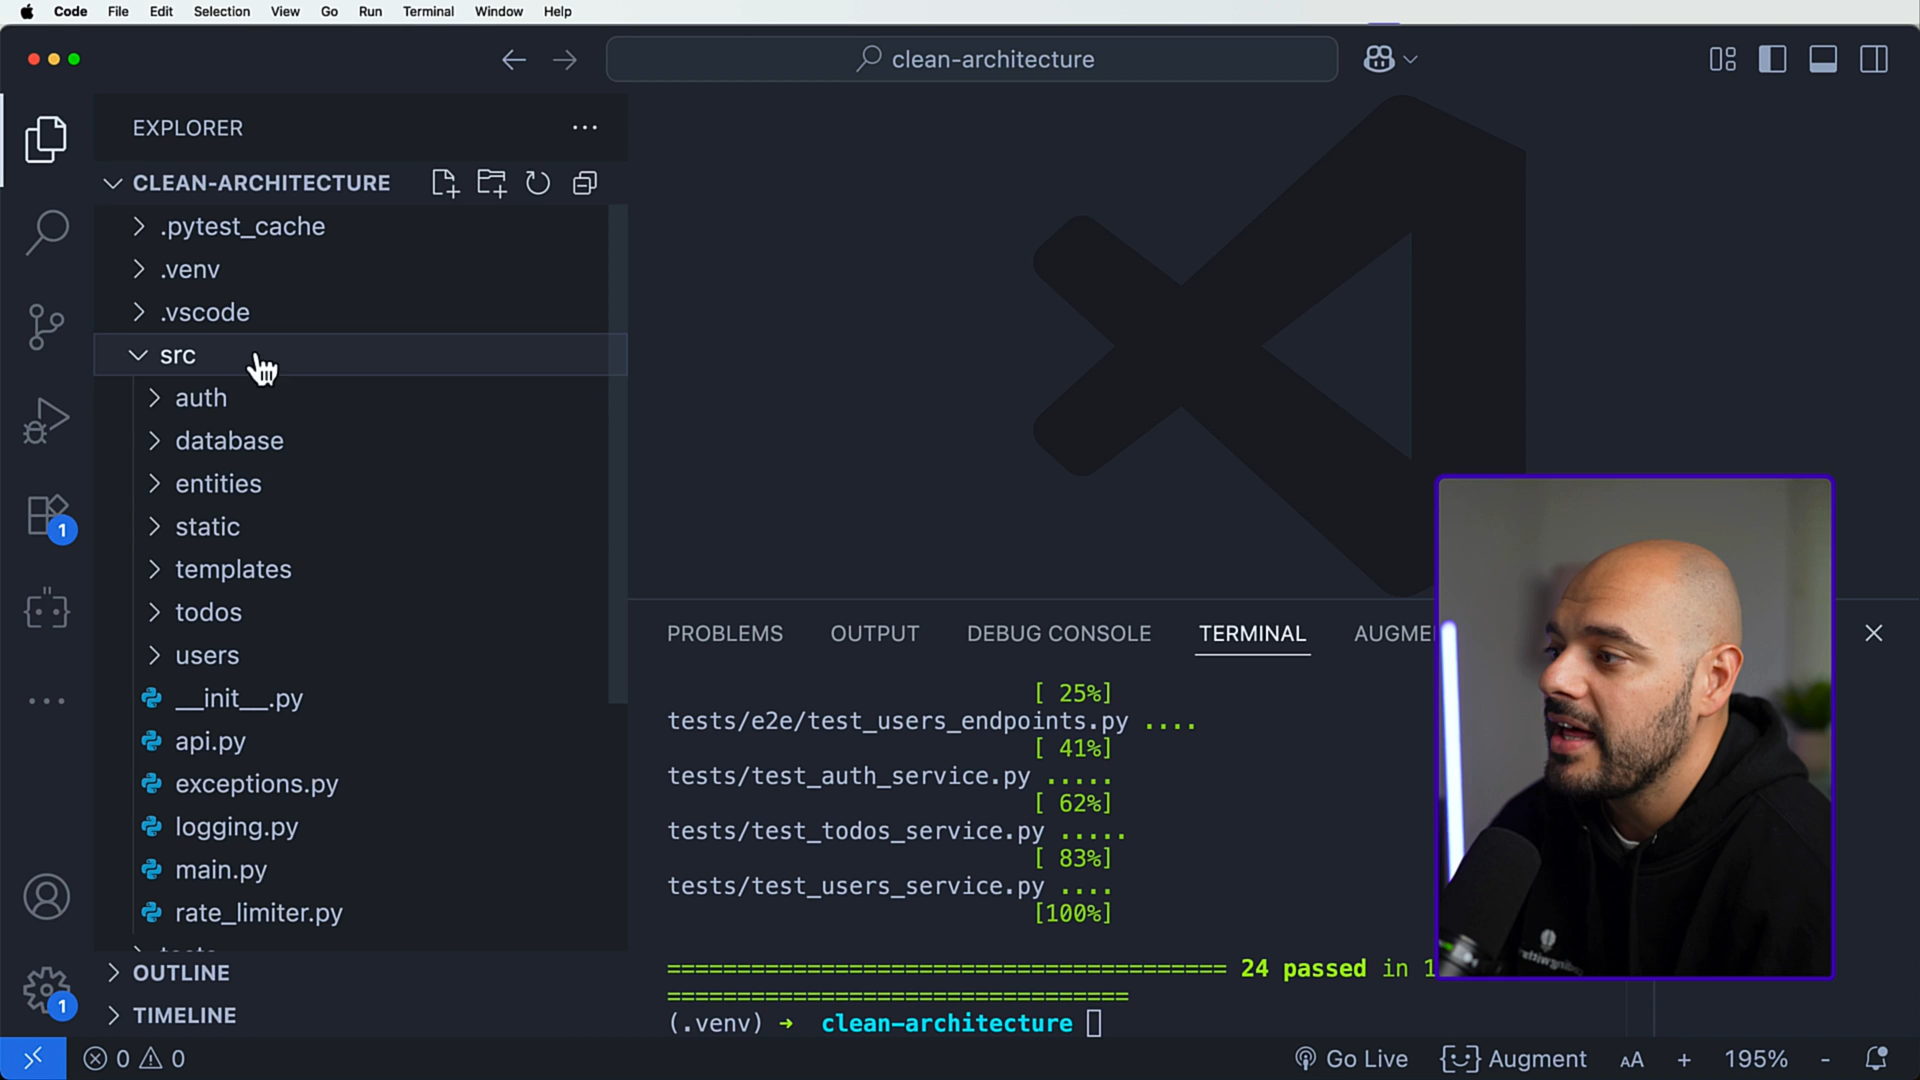 Code File Edit Selection View Go Run Terminal Window Help
clean-architecture
EXPLORER
CLEAN-ARCHITECTURE
.pytest_cache
.venv
.vscode
src
auth
database
entities
static
templates
todos
users
__init__.py
api.py
exceptions.py
logging.py
main.py
rate_limiter.py
OUTLINE
TIMELINE
1
1
PROBLEMS OUTPUT DEBUG CONSOLE TERMINAL AUGME
[ 25%]
tests/e2e/test_users_endpoints.py ....
[ 41%]
tests/test_auth_service.py .....
[ 62%]
tests/test_todos_service.py .....
[ 83%]
tests/test_users_service.py ....
[100%]
======================================== 24 passed in 1
=================================
(.venv) → clean-architecture
0 0
Go Live Augment AA + 195% -